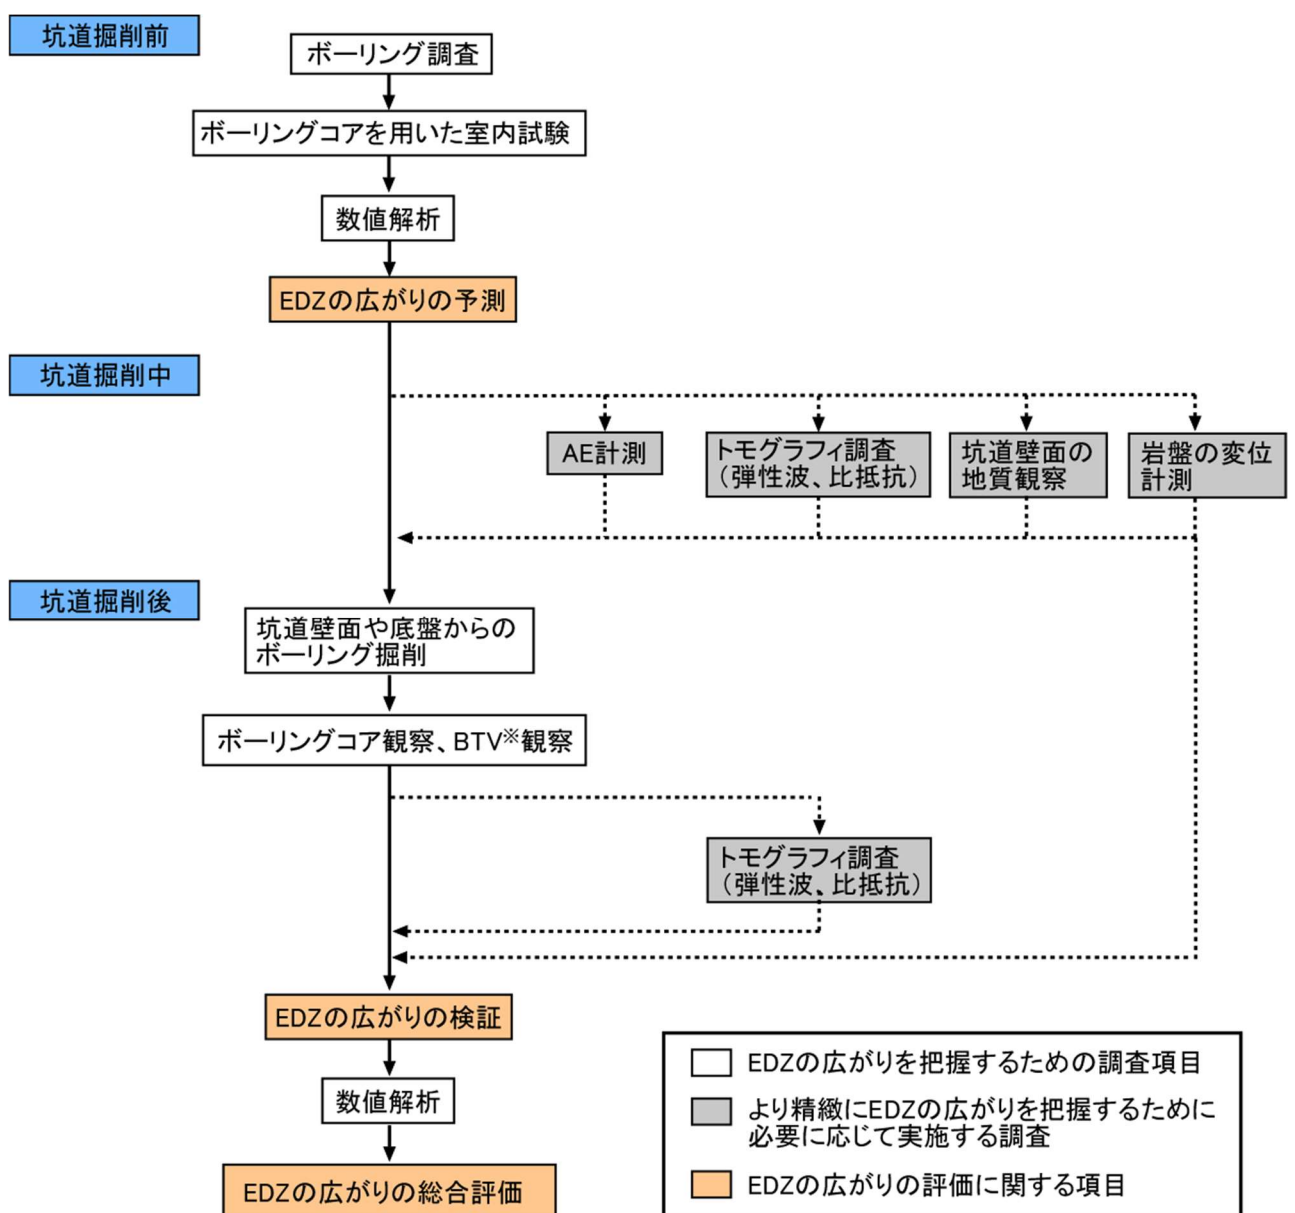 坑道掘削前
ボーリング調査
ボーリングコアを用いた室内試験
数値解析
EDZの広がりの予測
坑道掘削中
AE計測
トモグラフィ調査
（弾性波、比抵抗）
坑道壁面の
地質観察
岩盤の変位
計測
坑道掘削後
坑道壁面や底盤からの
ボーリング掘削
ボーリングコア観察、BTV※観察
トモグラフィ調査
（弾性波、比抵抗）
EDZの広がりの検証
数値解析
EDZの広がりの総合評価
EDZの広がりを把握するための調査項目
より精緻にEDZの広がりを把握するために
必要に応じて実施する調査
EDZの広がりの評価に関する項目